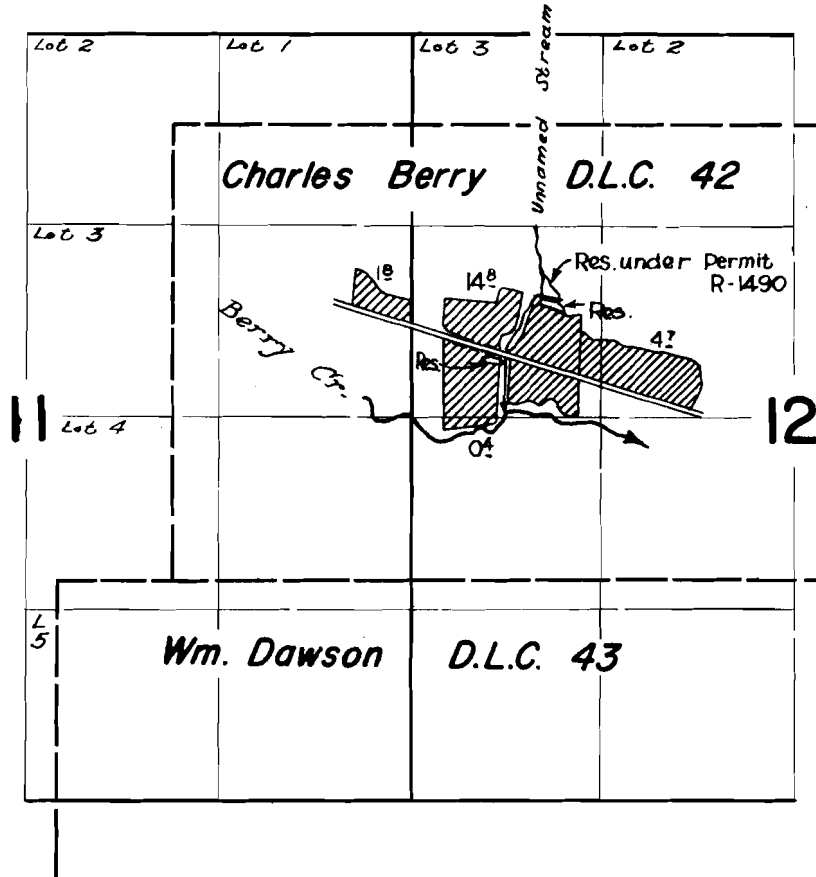 Lot 2
Lot 1
Lot 3
Lot 2
Unnamed Stream
Charles Berry D.L.C. 42
Lot 3
Res. under Permit
R-1490
1.8
14.8
Res.
Berry Cr.
Res.
4.7
11
Lot 4
0.4
12
L
5
Wm. Dawson D.L.C. 43